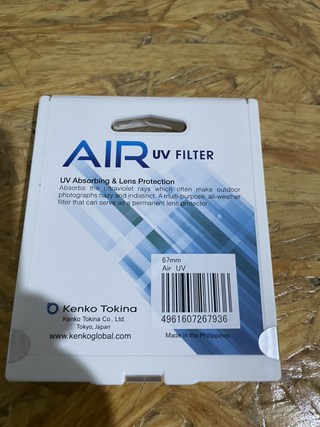 AIR UV FILTER
UV Absorbing & Lens Protection
Absorbs the ultraviolet rays which often make outdoor
photographs hazy and indistinct. A multi-purpose, all-weather
filter that can serve as a permanent lens protector.
67mm
Air UV
4961607267936
Kenko Tokina
Kenko Tokina Co., Ltd.
Tokyo, Japan
www.kenkoglobal.com
Made in the Philippines